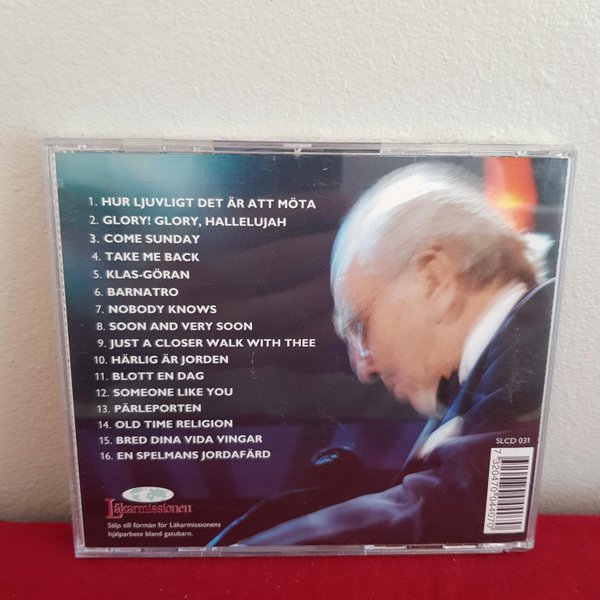 1. HUR LJUVLIGT DET ÄR ATT MÖTA
2. GLORY! GLORY, HALLELUJAH
3. COME SUNDAY
4. TAKE ME BACK
5. KLAS-GÖRAN
6. BARNATRO
7. NOBODY KNOWS
8. SOON AND VERY SOON
9. JUST A CLOSER WALK WITH THEE
10. HÄRLIG ÄR JORDEN
11. BLOTT EN DAG
12. SOMEONE LIKE YOU
13. PÄRLEPORTEN
14. OLD TIME RELIGION
15. BRED DINA VIDA VINGAR
16. EN SPELMANS JORDAFÄRD
SLCD 031
7320470044070
Läkarmissionen
Säljs till förmån för Läkarmissionens
hjälparbete bland gatubarn.